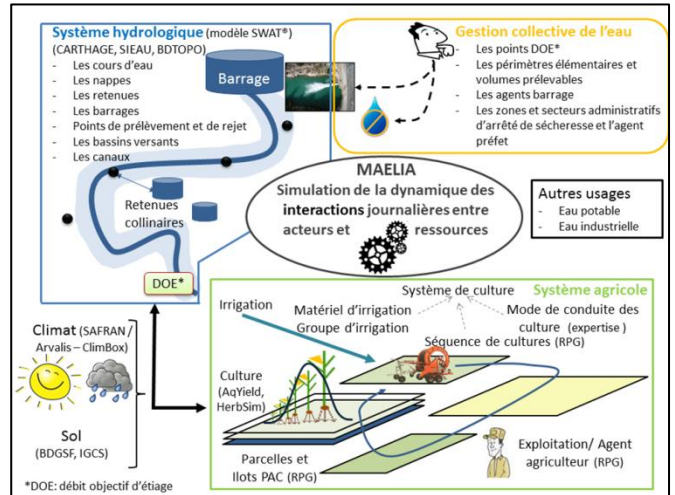 Système hydrologique (modèle SWAT®)
(CARTHAGE, SIEAU, BDTOPO)
- Les cours d'eau
- Les nappes
- Les retenues
- Les barrages
- Points de prélèvement et de rejet
- Les bassins versants
- Les canaux
Barrage
Retenues
collinaires
DOE*
Gestion collective de l'eau
- Les points DOE*
- Les périmètres élémentaires et
volumes prélevables
- Les agents barrage
- Les zones et secteurs administratifs
d'arrêté de sécheresse et l'agent
préfet
MAELIA
Simulation de la dynamique des
interactions journalières entre
acteurs et ressources
Autres usages
- Eau potable
- Eau industrielle
Climat (SAFRAN /
Arvalis – ClimBox)
Sol
(BDGSF, IGCS)
*DOE: débit objectif d'étiage
Système agricole
Système de culture
Irrigation
Matériel d'irrigation
Groupe d'irrigation
Mode de conduite des
culture (expertise)
Séquence de cultures (RPG)
Culture
(AqYield,
HerbSim)
Parcelles et
Ilots PAC (RPG)
Exploitation/ Agent
agriculteur (RPG)